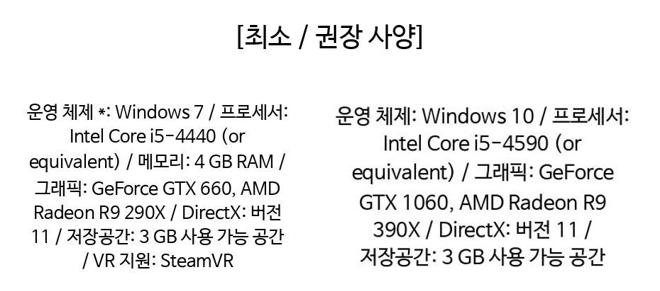 [최소 / 권장 사양]
운영 체제 *: Windows 7 / 프로세서:
Intel Core i5-4440 (or
equivalent) / 메모리: 4 GB RAM /
그래픽: GeForce GTX 660, AMD
Radeon R9 290X / DirectX: 버전
11 / 저장공간: 3 GB 사용 가능 공간
/ VR 지원: SteamVR
운영 체제: Windows 10 / 프로세서:
Intel Core i5-4590 (or
equivalent) / 그래픽: GeForce
GTX 1060, AMD Radeon R9
390X / DirectX: 버전 11 /
저장공간: 3 GB 사용 가능 공간